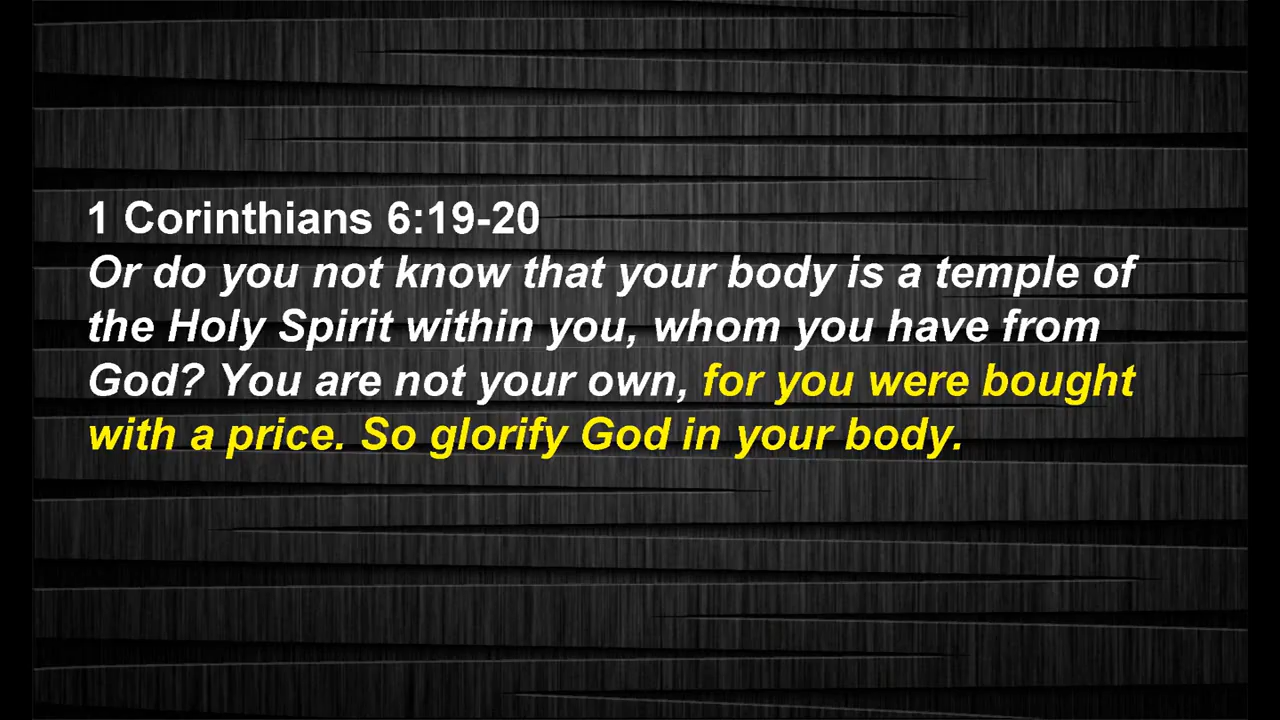 1 Corinthians 6:19-20
Or do you not know that your body is a temple of
the Holy Spirit within you, whom you have from
God? You are not your own, for you were bought
with a price. So glorify God in your body.